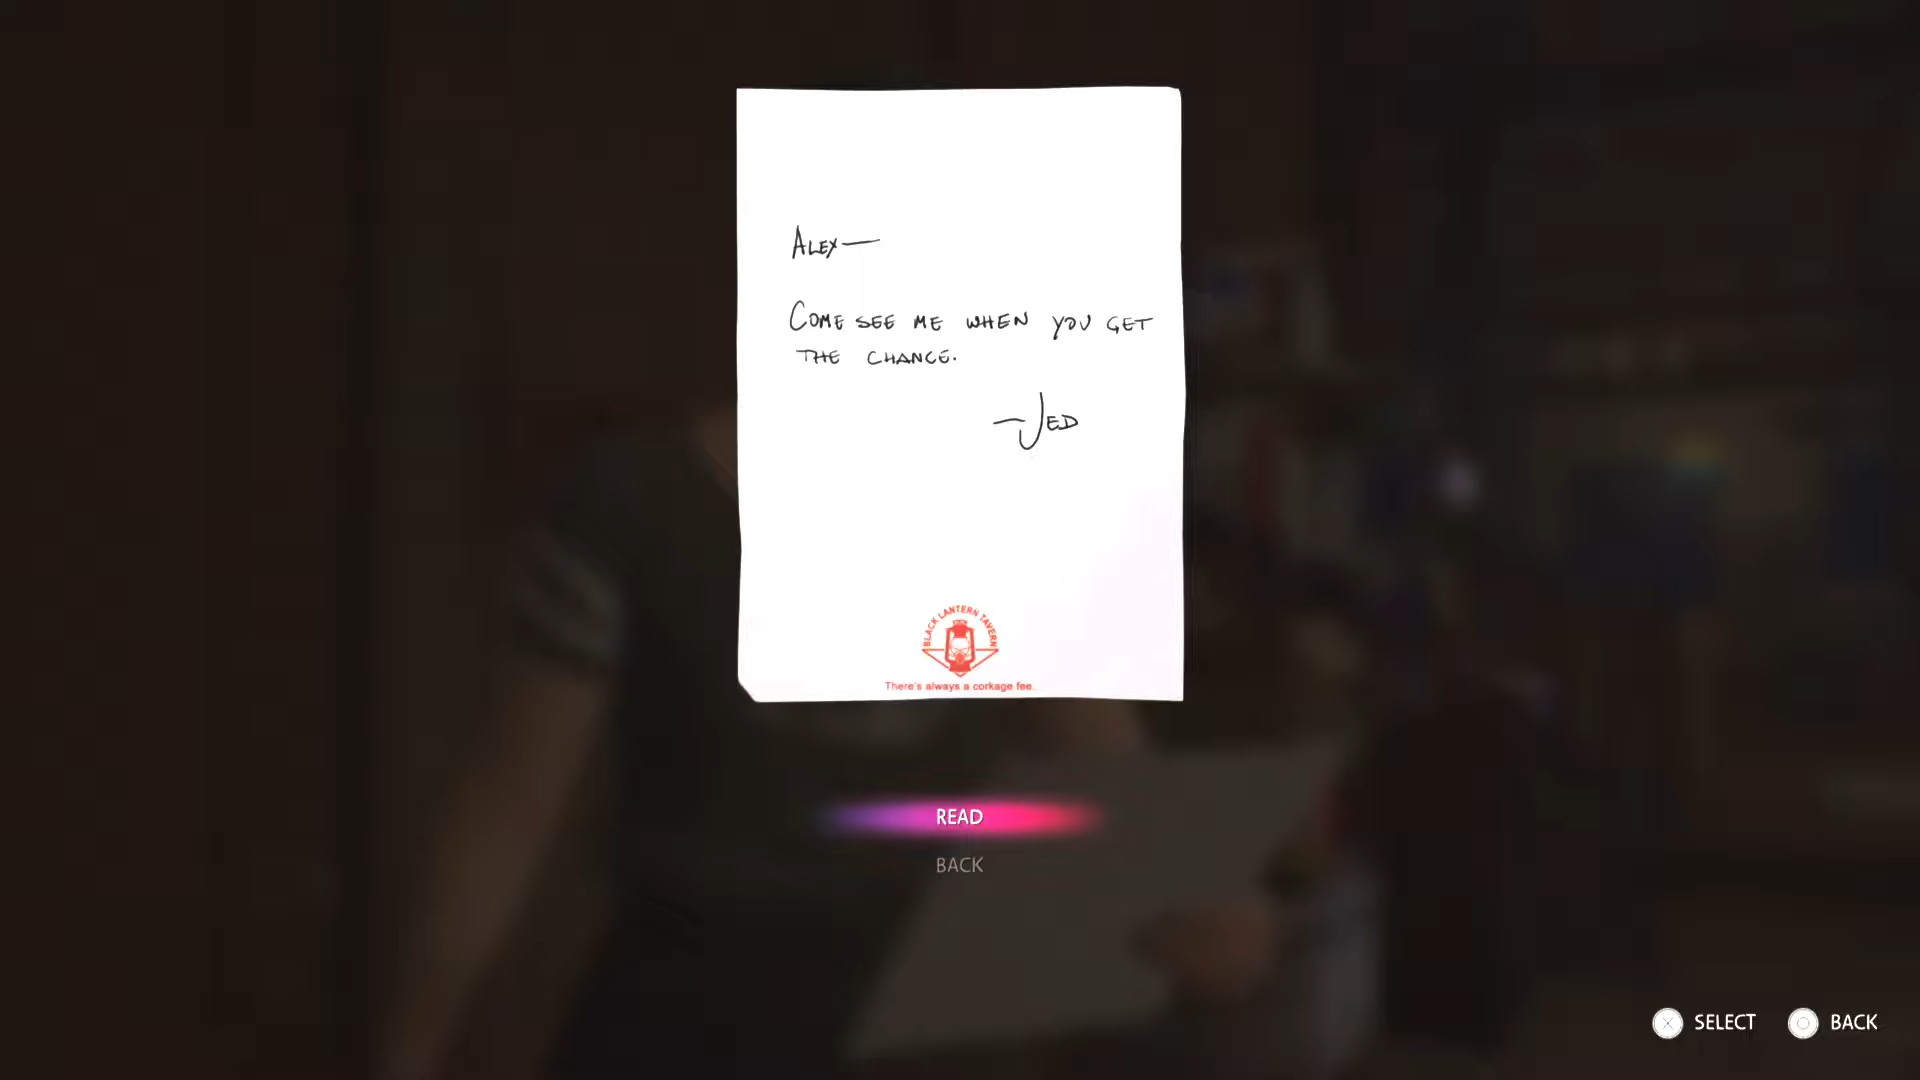 Alex—
Come see me when you get
the chance.
—Jed
BLACK LANTERN TAVERN
There's always a corkage fee.
READ
BACK
SELECT BACK